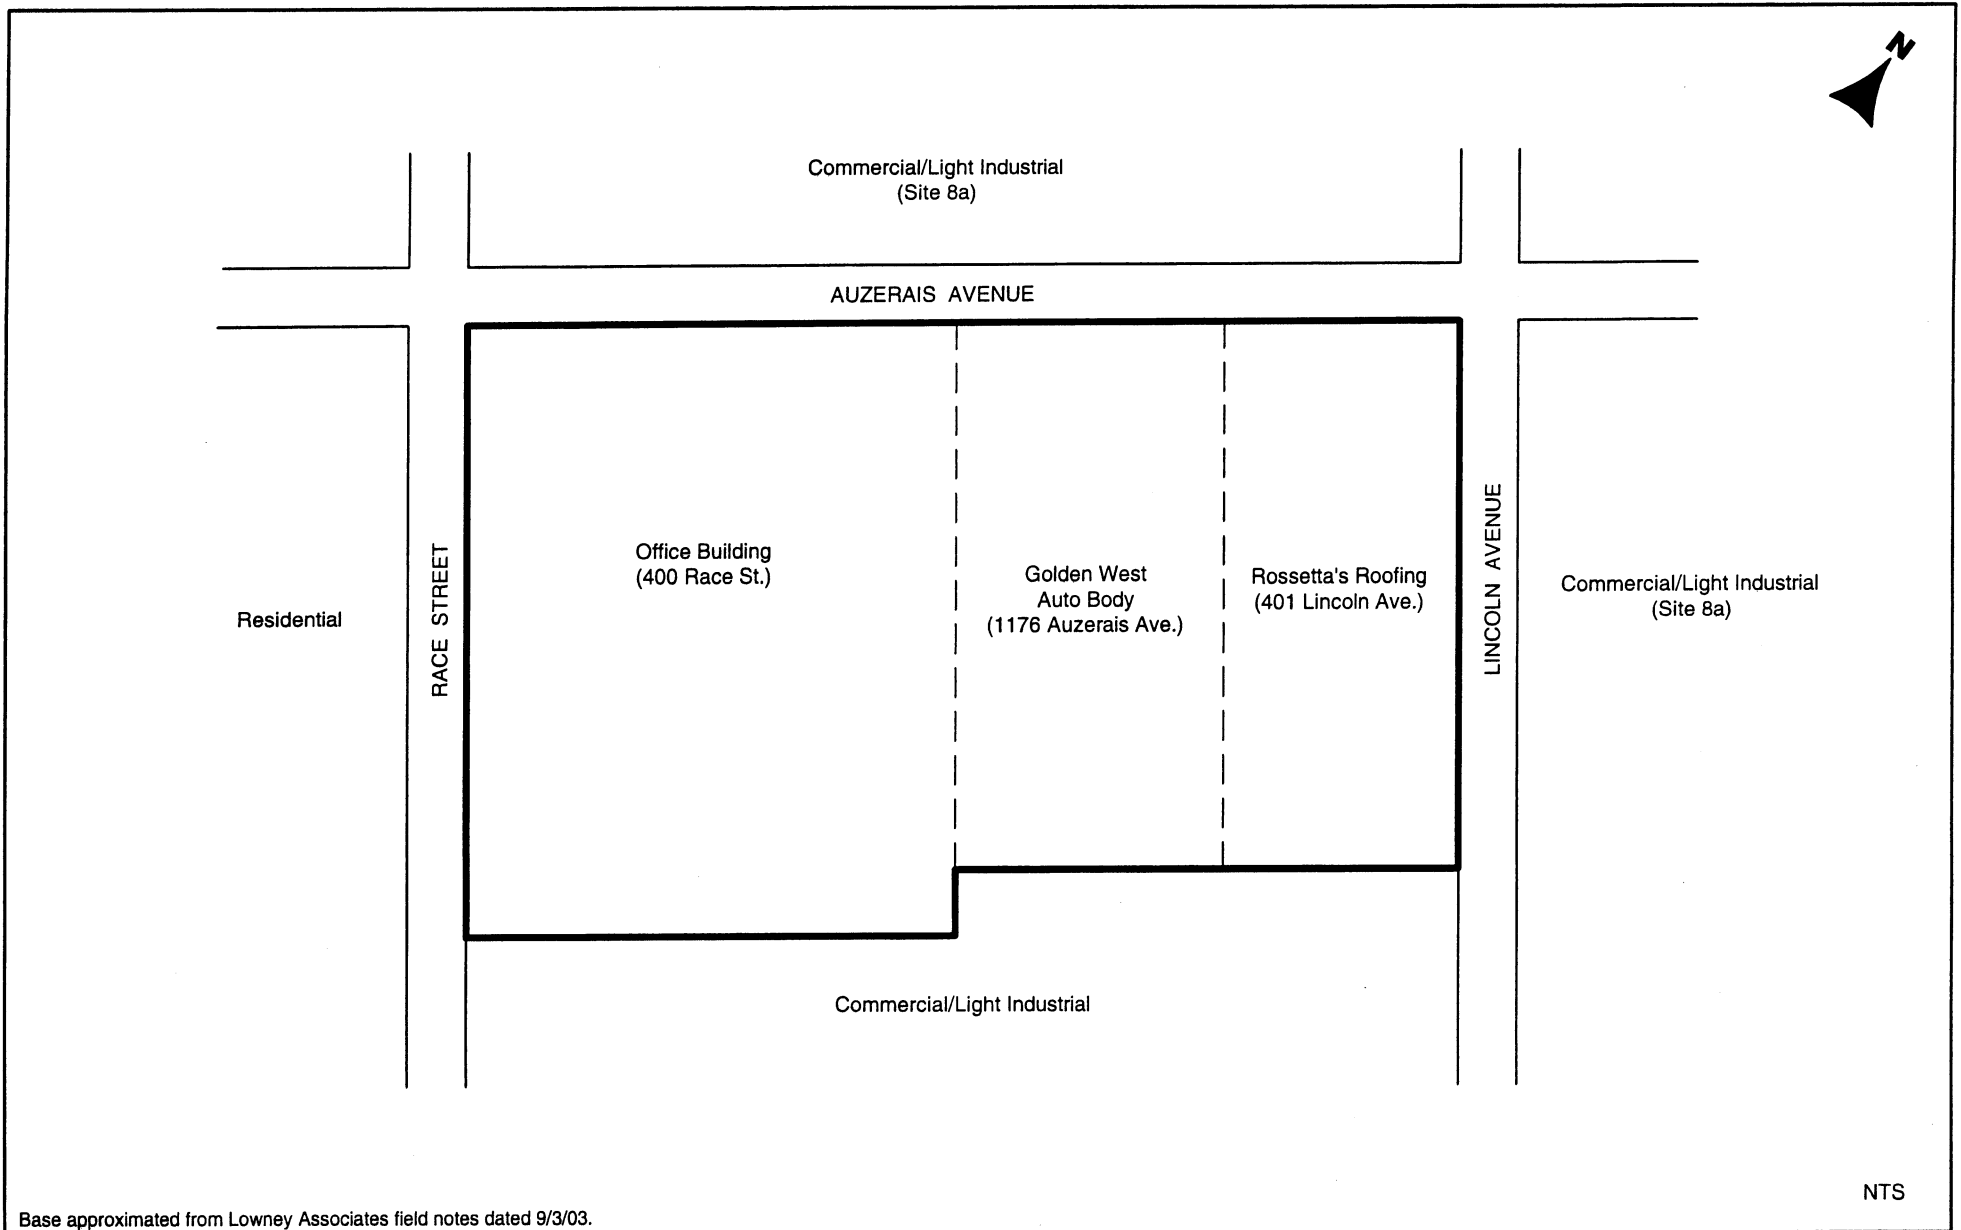 N
Commercial/Light Industrial
(Site 8a)
AUZERAIS AVENUE
RACE STREET
LINCOLN AVENUE
Residential
Office Building
(400 Race St.)
Golden West
Auto Body
(1176 Auzerais Ave.)
Rossetta's Roofing
(401 Lincoln Ave.)
Commercial/Light Industrial
(Site 8a)
Commercial/Light Industrial
NTS
Base approximated from Lowney Associates field notes dated 9/3/03.